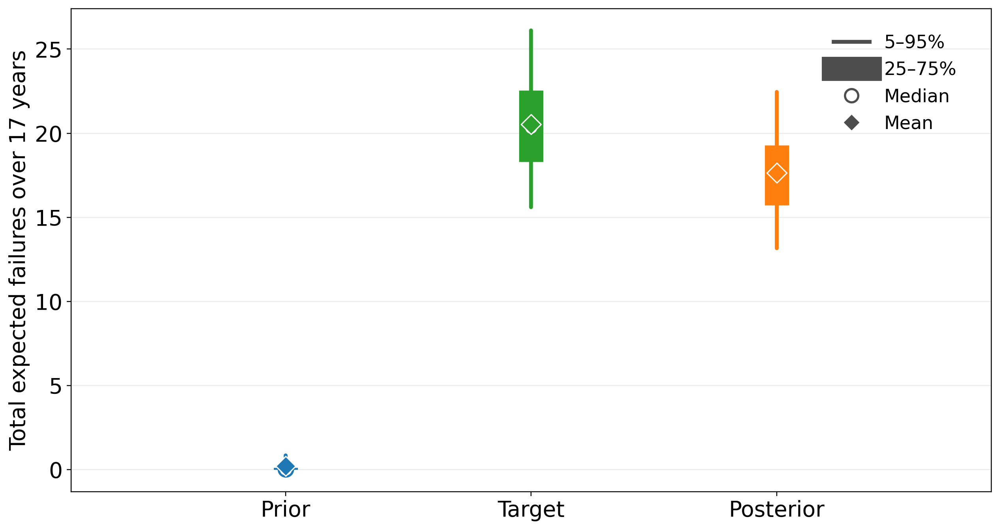 Total expected failures over 17 years
25
20
15
10
5
0
Prior
Target
Posterior
5–95%
25–75%
Median
Mean